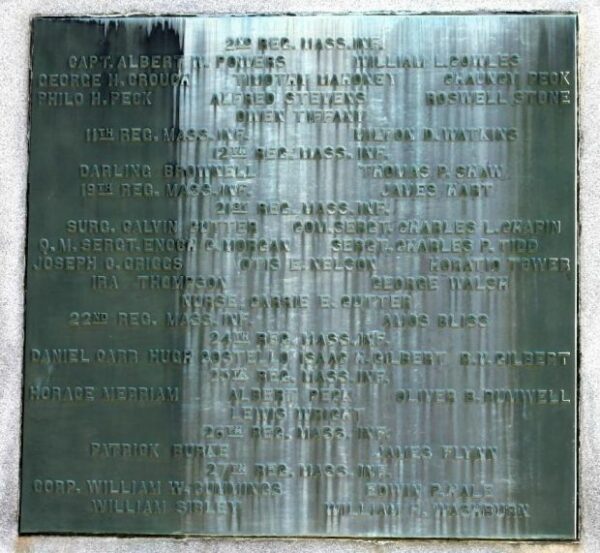 2ND REG. MASS. INF.
CAPT. ALBERT H. POWERS WILLIAM L. COWLES
GEORGE H. CROUCH TIMOTHY MAHONEY CHAUNCY PECK
PHILO H. PECK ALFRED STEVENS ROSWELL STONE
OWEN TIFFANY
11TH REG. MASS. INF. MILTON D. WATKINS
12TH REG. MASS. INF.
DARLING BROWNELL THOMAS P. SHAW
19TH REG. MASS. INF. JAMES HART
21ST REG. MASS. INF.
SURG. CALVIN CUTTER COM. SERGT. CHARLES L. CHAPIN
Q. M. SERGT. ENOCH G. MORGAN SERGT. CHARLES P. TIDD
JOSEPH C. GRIGGS OTIS E. NELSON HORATIO TOWER
IRA THOMPSON GEORGE WALSH
NURSE. CARRIE E. CUTTER
22ND REG. MASS. INF. AMOS BLISS
24TH REG. MASS. INF.
DANIEL CARR HUGH COSTELLO ISAAC GILBERT GILBERT
25TH REG. MASS. INF.
HORACE MERRIAM ALBERT PECK OLIVER B. RUMWELL
LEWIS WRIGHT
26TH REG. MASS. INF.
PATRICK BURKE JAMES FLYNN
27TH REG. MASS. INF.
CORP. WILLIAM W. CUMMINGS EDWIN P. HALE
WILLIAM SIBLEY WILLIAM H. WASHBURN